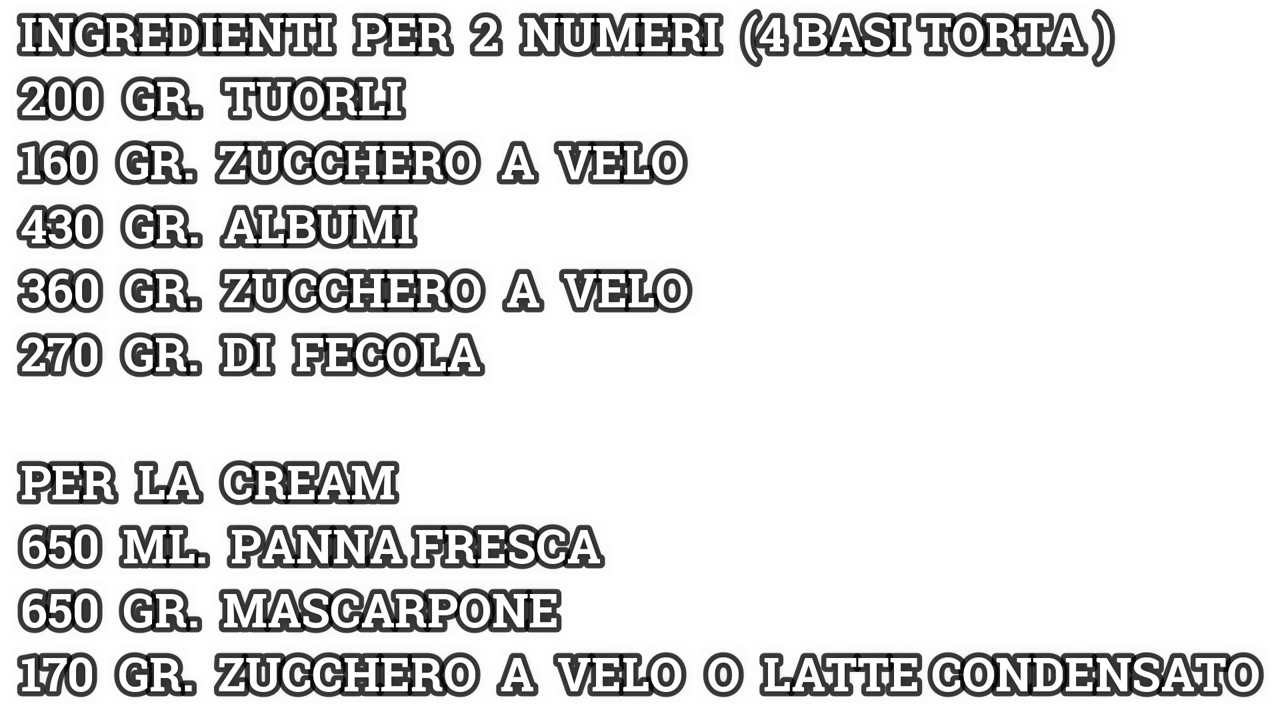 INGREDIENTI PER 2 NUMERI (4 BASI TORTA )
200 GR. TUORLI
160 GR. ZUCCHERO A VELO
430 GR. ALBUMI
360 GR. ZUCCHERO A VELO
270 GR. DI FECOLA
PER LA CREAM
650 ML. PANNA FRESCA
650 GR. MASCARPONE
170 GR. ZUCCHERO A VELO O LATTE CONDENSATO